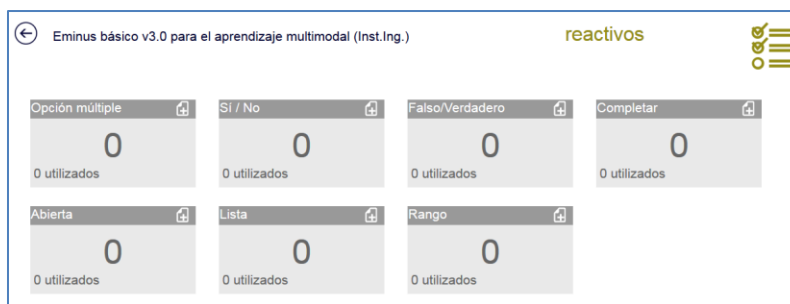 Eminus básico v3.0 para el aprendizaje multimodal (Inst.Ing.)
reactivos
Opción múltiple
0
0 utilizados
Sí / No
0
0 utilizados
Falso/Verdadero
0
0 utilizados
Completar
0
0 utilizados
Abierta
0
0 utilizados
Lista
0
0 utilizados
Rango
0
0 utilizados